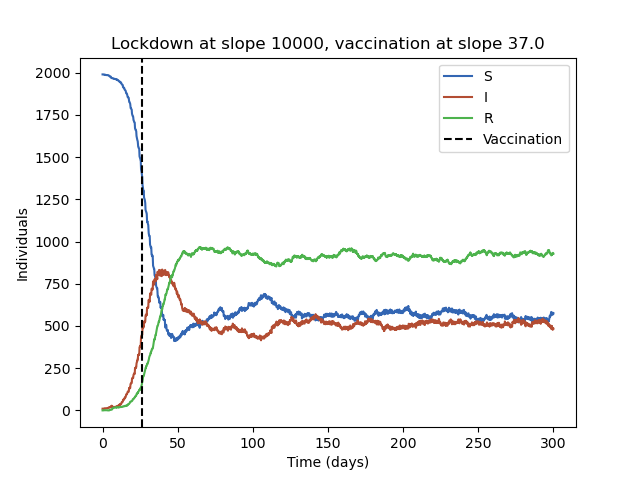 Lockdown at slope 10000, vaccination at slope 37.0
S
I
R
Vaccination
2000
1750
1500
1250
1000
750
500
250
0
Individuals
0 50 100 150 200 250 300
Time (days)